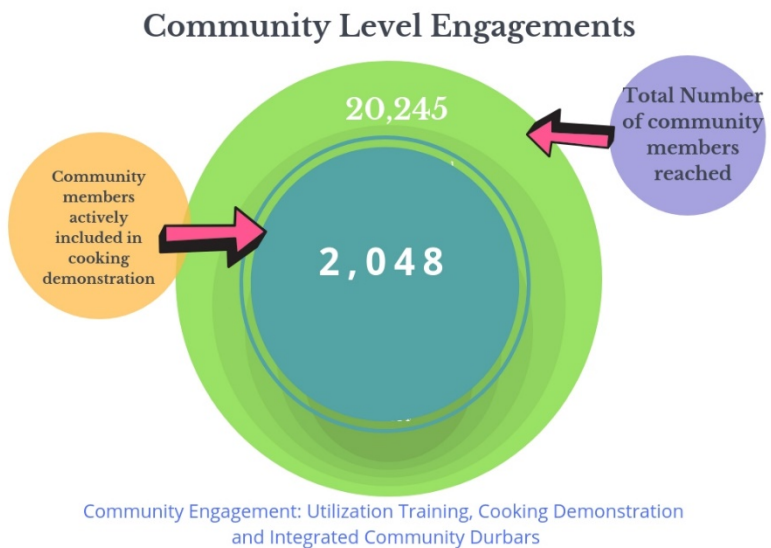 Community Level Engagements
20,245
Total Number
of community
members
reached
Community
members
actively
included in
cooking
demonstration
2,048
Community Engagement: Utilization Training, Cooking Demonstration
and Integrated Community Durbars